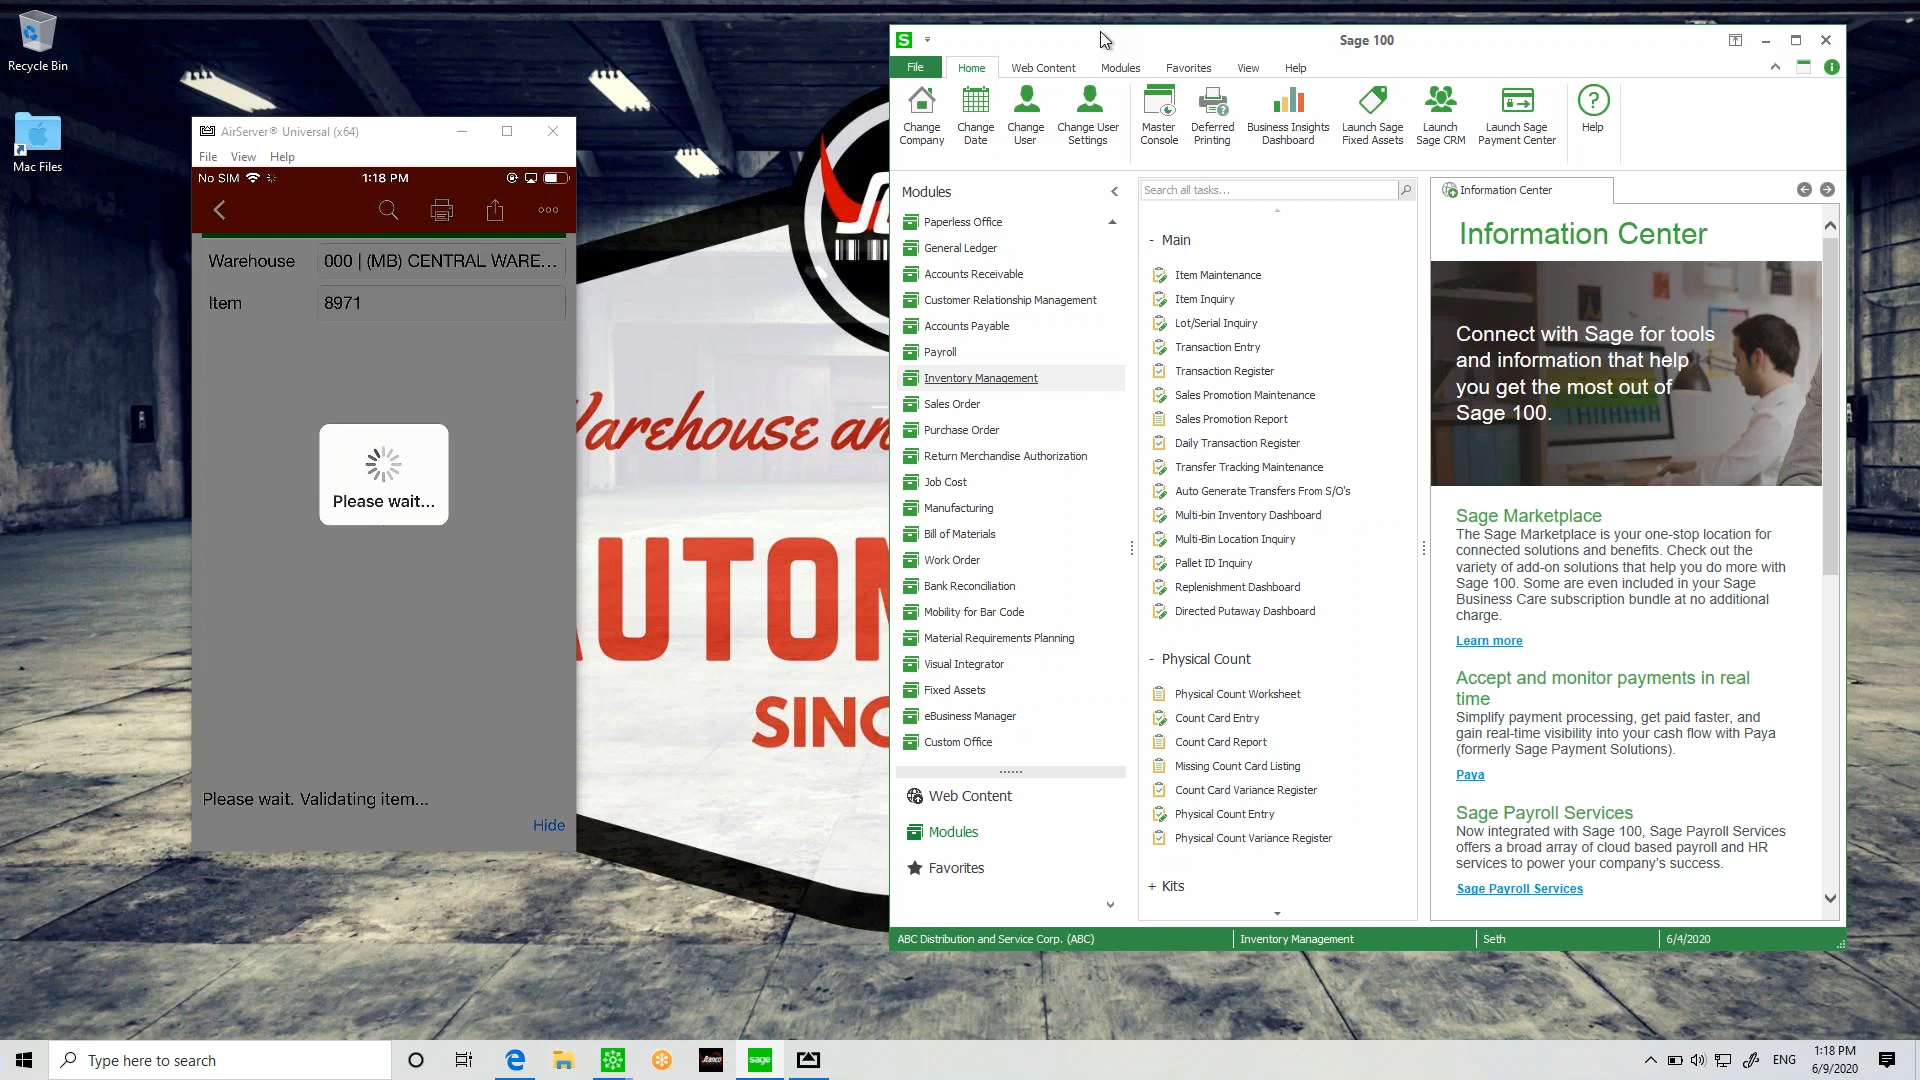 Recycle Bin
Mac Files
AirServer® Universal (x64)
File View Help
No SIM 1:18 PM
Warehouse 000 | (MB) CENTRAL WARE...
Item 8971
Please wait...
Please wait. Validating item...
Hide
AUTOM
SINC
S
Sage 100
File Home Web Content Modules Favorites View Help
Change Company
Change Date
Change User
Change User Settings
Master Console
Deferred Printing
Business Insights Dashboard
Launch Sage Fixed Assets
Launch Sage CRM
Launch Sage Payment Center
Help
Modules
Paperless Office
General Ledger
Accounts Receivable
Customer Relationship Management
Accounts Payable
Payroll
Inventory Management
Sales Order
Purchase Order
Return Merchandise Authorization
Job Cost
Manufacturing
Bill of Materials
Work Order
Bank Reconciliation
Mobility for Bar Code
Material Requirements Planning
Visual Integrator
Fixed Assets
eBusiness Manager
Custom Office
Web Content
Modules
Favorites
Search all tasks...
- Main
Item Maintenance
Item Inquiry
Lot/Serial Inquiry
Transaction Entry
Transaction Register
Sales Promotion Maintenance
Sales Promotion Report
Daily Transaction Register
Transfer Tracking Maintenance
Auto Generate Transfers From S/O's
Multi-bin Inventory Dashboard
Multi-Bin Location Inquiry
Pallet ID Inquiry
Replenishment Dashboard
Directed Putaway Dashboard
- Physical Count
Physical Count Worksheet
Count Card Entry
Count Card Report
Missing Count Card Listing
Count Card Variance Register
Physical Count Entry
Physical Count Variance Register
+ Kits
Information Center
Information Center
Connect with Sage for tools
and information that help
you get the most out of
Sage 100.
Sage Marketplace
The Sage Marketplace is your one-stop location for
connected solutions and benefits. Check out the
variety of add-on solutions that help you do more with
Sage 100. Some are even included in your Sage
Business Care subscription bundle at no additional
charge.
Learn more
Accept and monitor payments in real
time
Simplify payment processing, get paid faster, and
gain real-time visibility into your cash flow with Paya
(formerly Sage Payment Solutions).
Paya
Sage Payroll Services
Now integrated with Sage 100, Sage Payroll Services
offers a broad array of cloud based payroll and HR
services to power your company's success.
Sage Payroll Services
ABC Distribution and Service Corp. (ABC) Inventory Management Seth 6/4/2020
Type here to search
sage
ENG
1:18 PM
6/9/2020